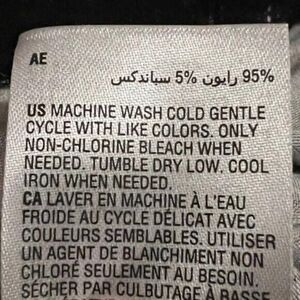 AE
95% رايون 5% سباندكس
US MACHINE WASH COLD GENTLE
CYCLE WITH LIKE COLORS. ONLY
NON-CHLORINE BLEACH WHEN
NEEDED. TUMBLE DRY LOW. COOL
IRON WHEN NEEDED.
CA LAVER EN MACHINE À L'EAU
FROIDE AU CYCLE DÉLICAT AVEC
COULEURS SEMBLABLES. UTILISER
UN AGENT DE BLANCHIMENT NON
CHLORÉ SEULEMENT AU BESOIN.
SÉCHER PAR CULBUTAGE À BASSE